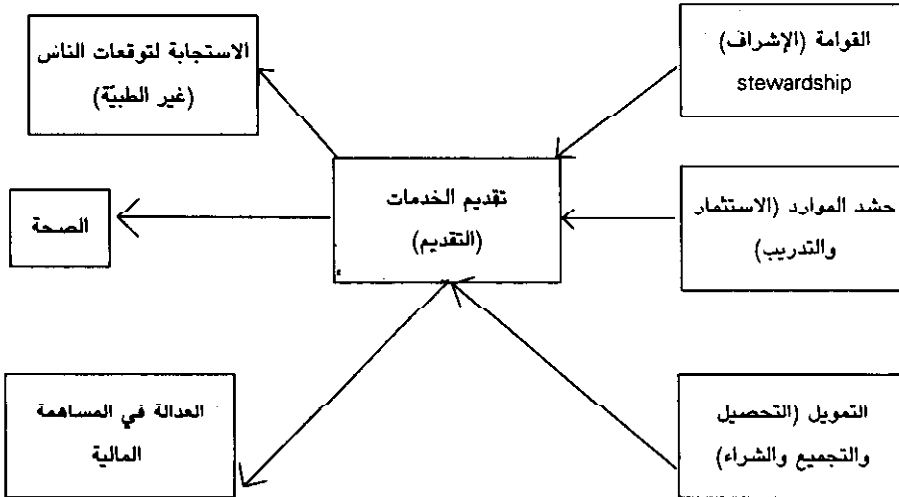 القوامة (الإشراف)
stewardship
الاستجابة لتوقعات الناس
(غير الطبيّة)
حشد الموارد (الاستثمار
والتدريب)
تقديم الخدمات
(التقديم)
الصحة
التمويل (التحصيل
والتجميع والشراء)
العدالة في المساهمة
المالية